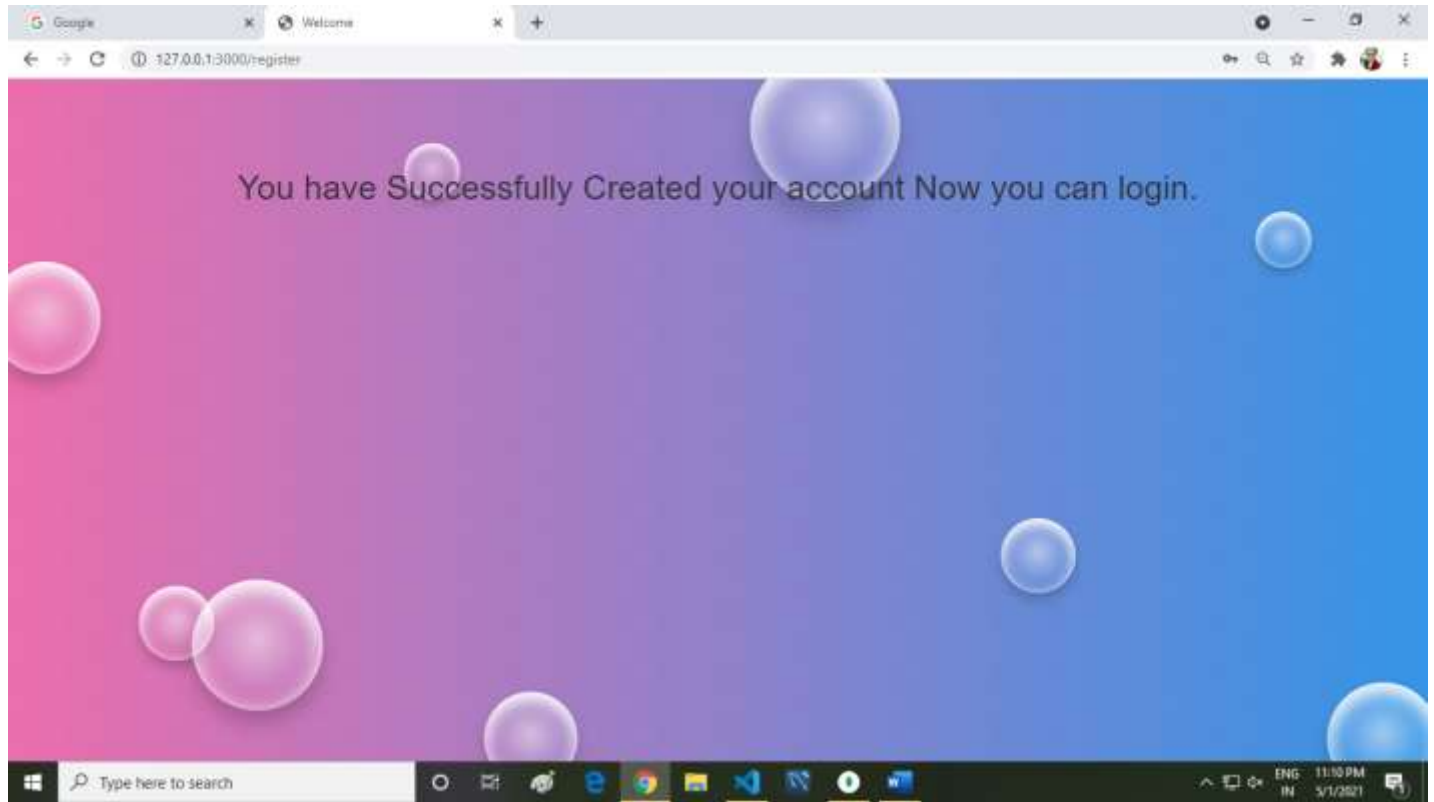 Google
Welcome
127.0.0.1:3000/register
You have Successfully Created your account Now you can login.
Type here to search
ENG
IN
11:10 PM
5/1/2021